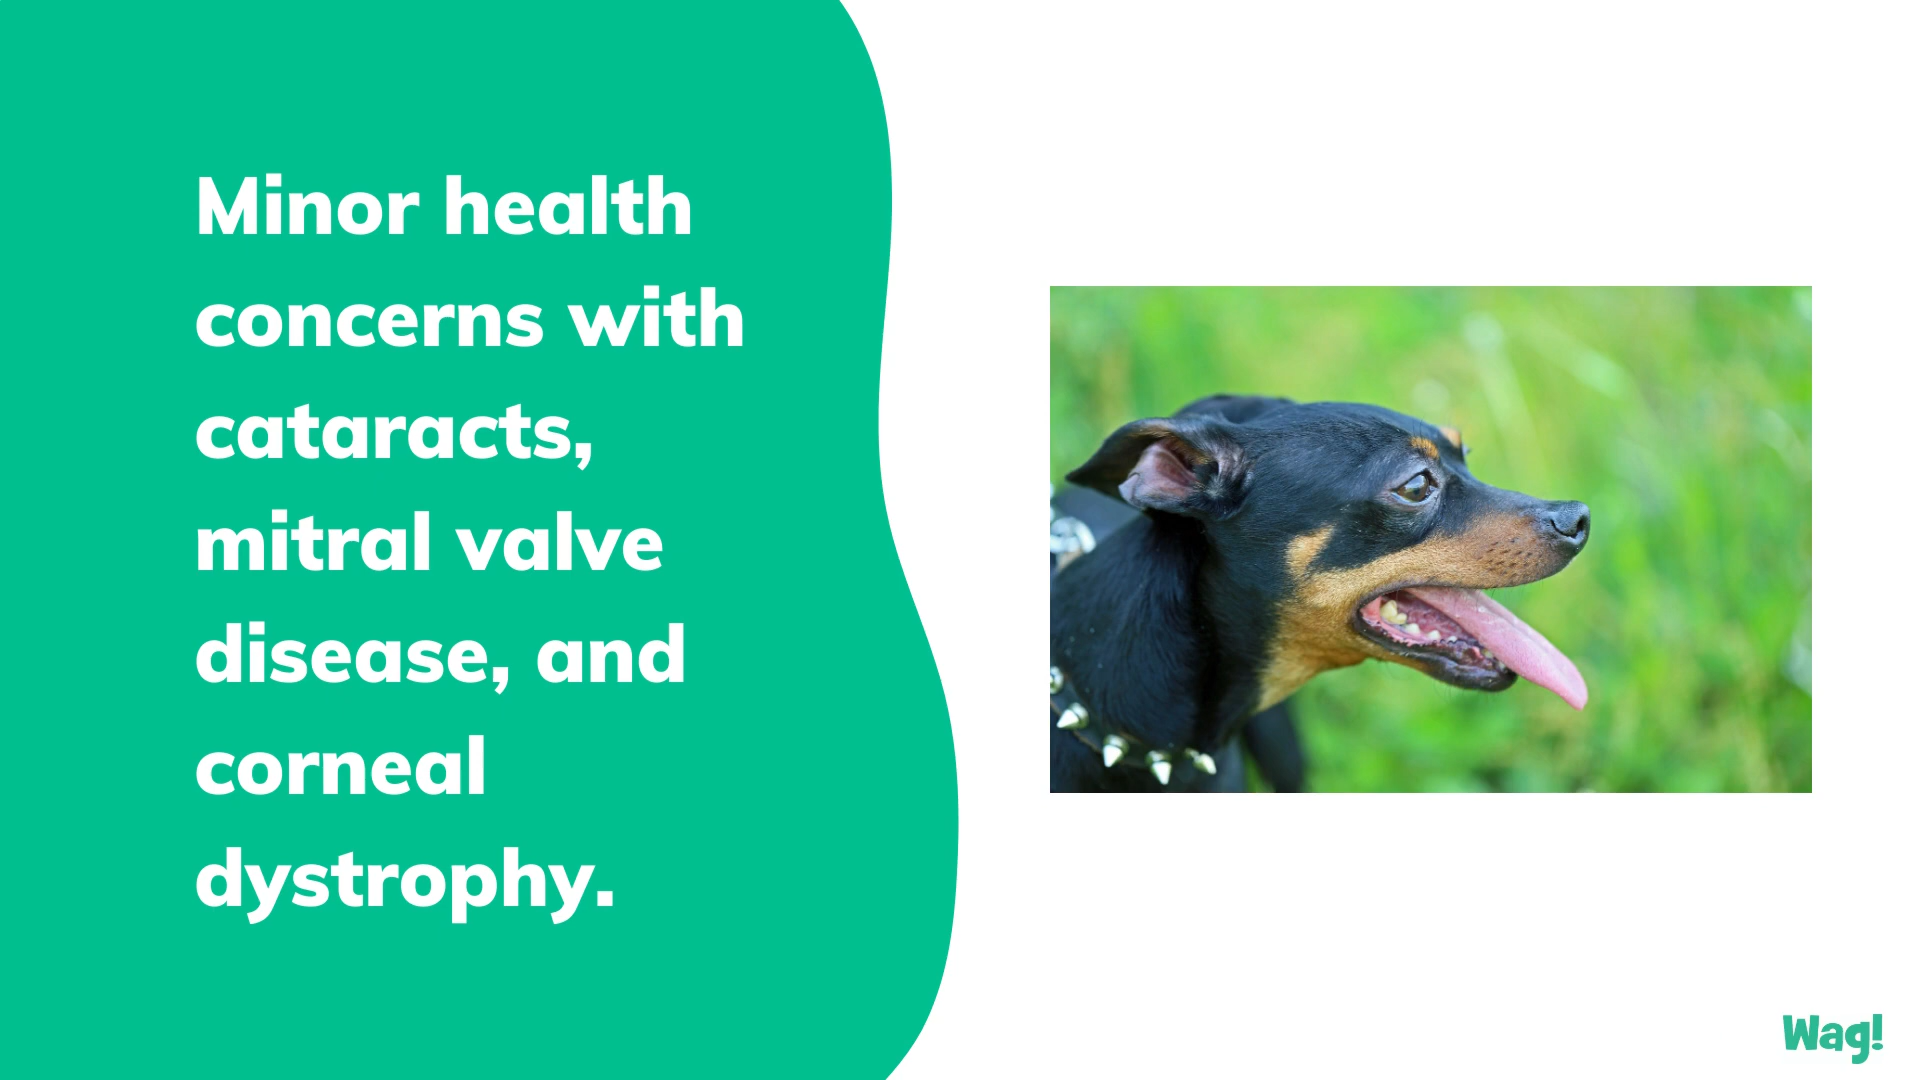 Minor health
concerns with
cataracts,
mitral valve
disease, and
corneal
dystrophy.
Wag!